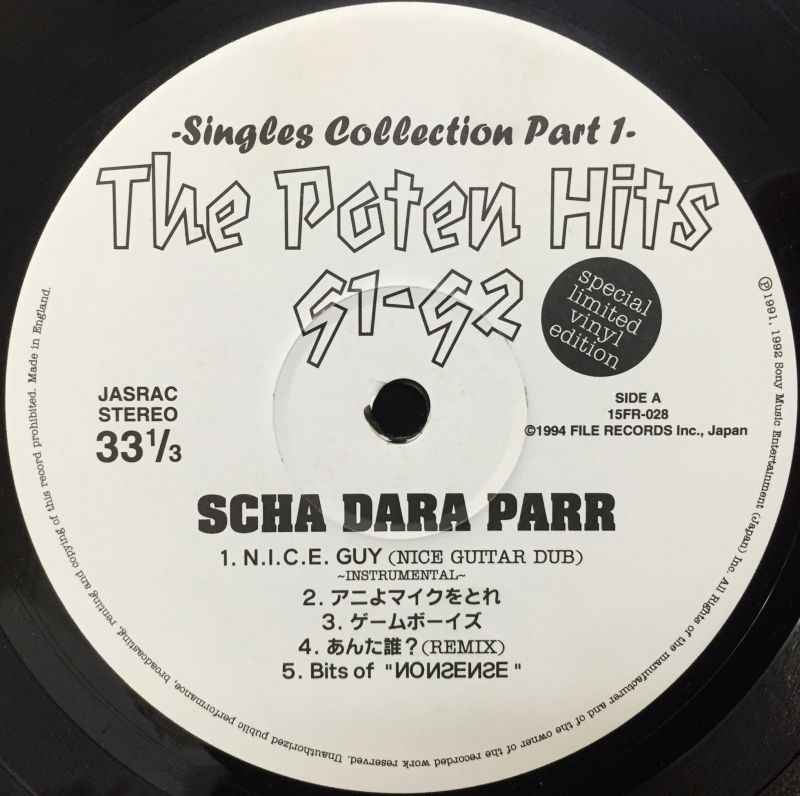 -Singles Collection Part 1-
The Poten Hits
91-92
special
limited
vinyl
edition
JASRAC
STEREO
33 1/3
SIDE A
15FR-028
©1994 FILE RECORDS Inc., Japan
SCHA DARA PARR
1. N.I.C.E. GUY (NICE GUITAR DUB)
~INSTRUMENTAL~
2. アニよマイクをとれ
3. ゲームボーイズ
4. あんた誰?(REMIX)
5. Bits of "NONSENSE"
℗1991, 1992 Sony Music Entertainment (Japan) Inc. All Rights of the manufacturer and of the owner of the recorded work reserved. Unauthorized public performance, broadcasting, renting and copying of this record prohibited. Made in England.